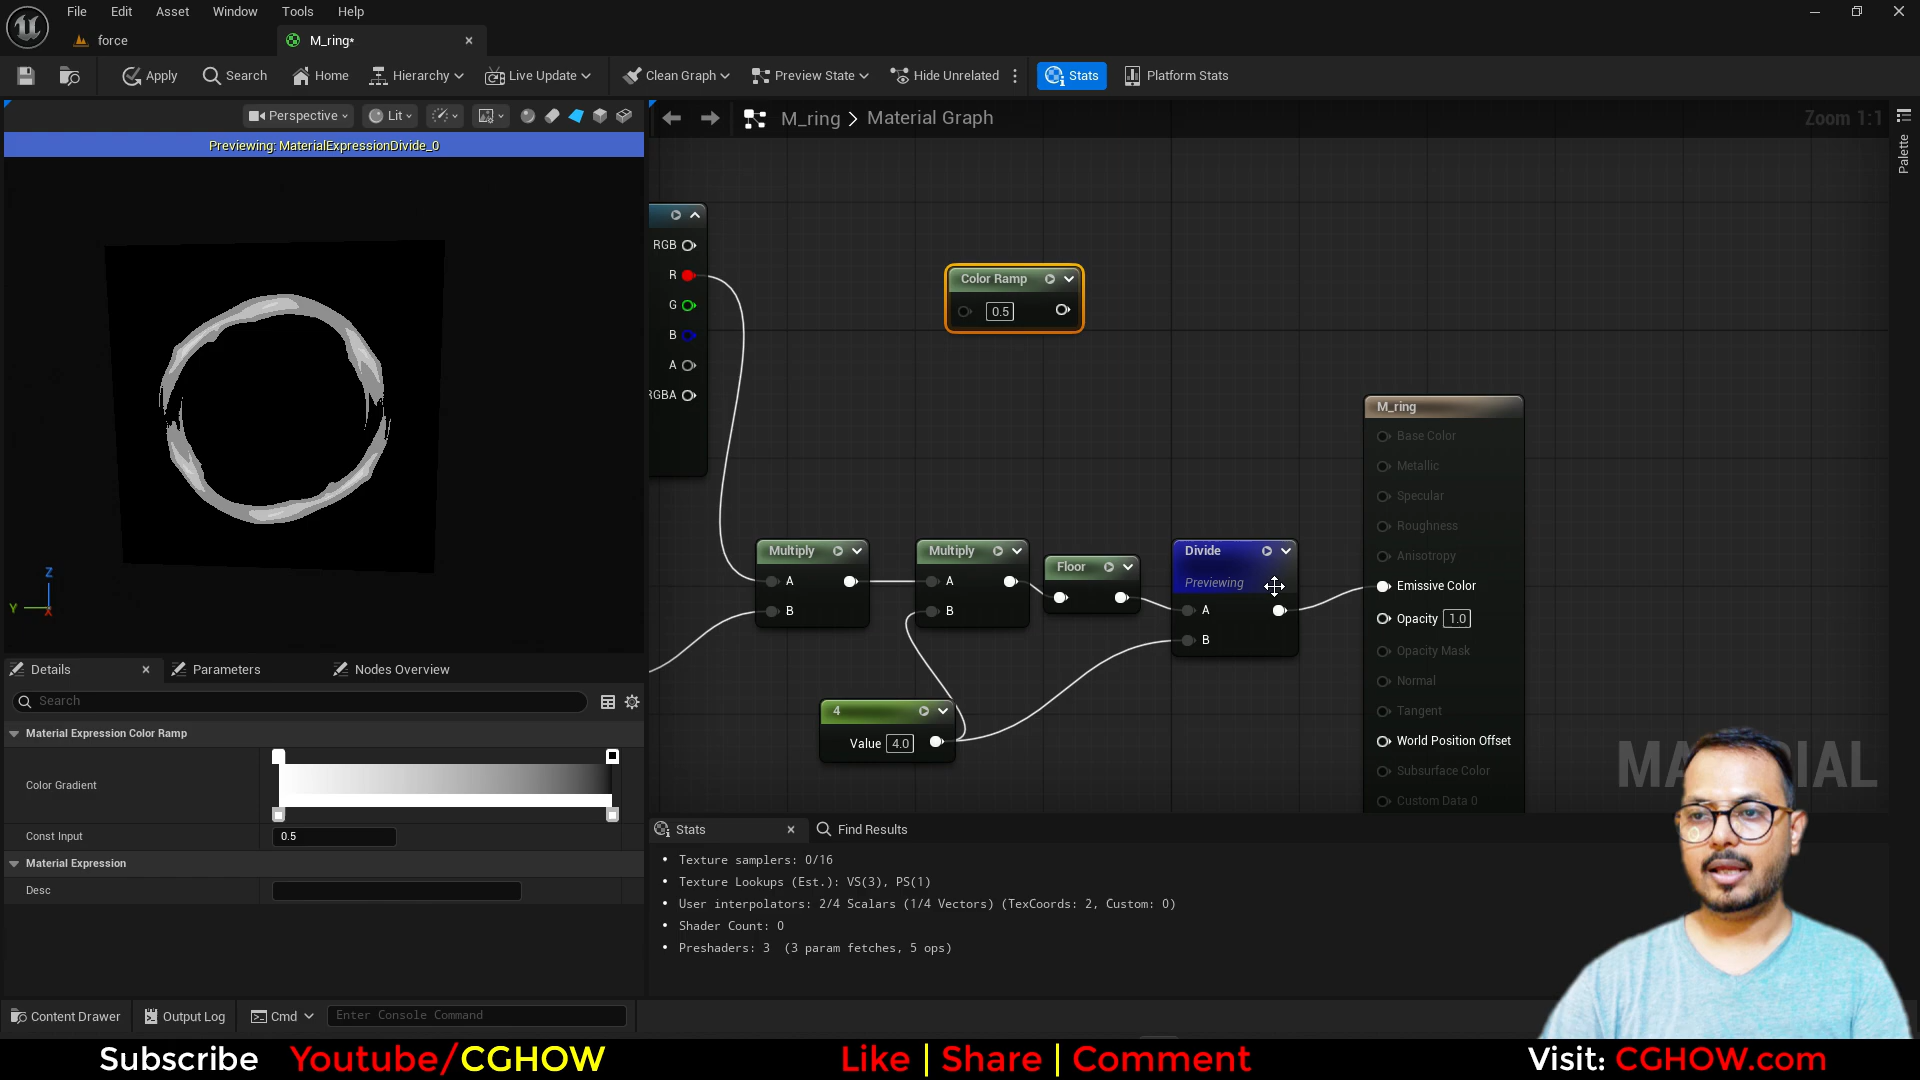 File Edit Asset Window Tools Help
force
M_ring*
Apply Search Home Hierarchy Live Update Clean Graph Preview State Hide Unrelated Stats Platform Stats
Perspective Lit
M_ring > Material Graph
Zoom 1:1
Palette
Previewing: MaterialExpressionDivide_0
RGB
R
G
B
A
RGBA
Color Ramp
0.5
Multiply
A
B
Multiply
A
B
Floor
Divide
Previewing
A
B
4
Value 4.0
M_ring
Base Color
Metallic
Specular
Roughness
Anisotropy
Emissive Color
Opacity 1.0
Opacity Mask
Normal
Tangent
World Position Offset
Subsurface Color
Custom Data 0
Z
Y
X
Details Parameters Nodes Overview
Search
Material Expression Color Ramp
Color Gradient
Const Input 0.5
Material Expression
Desc
Stats Find Results
• Texture samplers: 0/16
• Texture Lookups (Est.): VS(3), PS(1)
• User interpolators: 2/4 Scalars (1/4 Vectors) (TexCoords: 2, Custom: 0)
• Shader Count: 0
• Preshaders: 3 (3 param fetches, 5 ops)
Content Drawer Output Log Cmd Enter Console Command
Subscribe Youtube/CGHOW Like | Share | Comment Visit: CGHOW.com